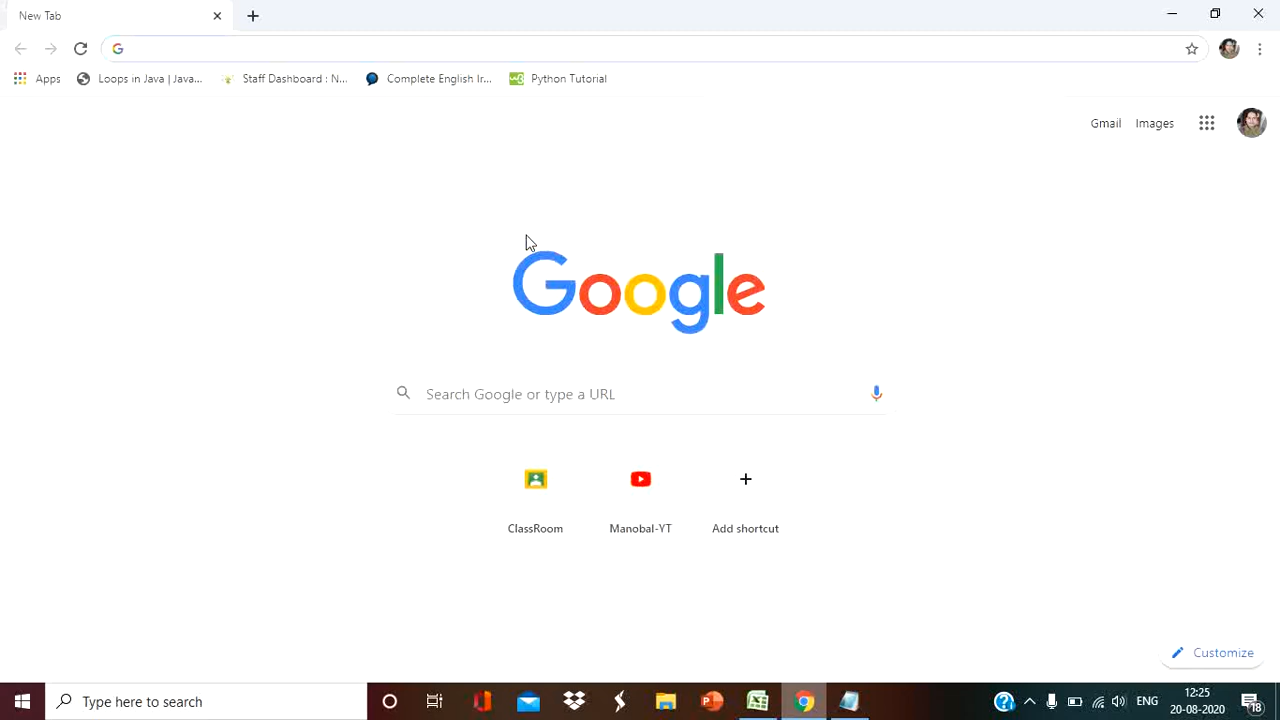 New Tab
Apps Loops in Java | Java... Staff Dashboard : N... Complete English Ir... Python Tutorial
Gmail Images
Google
Search Google or type a URL
ClassRoom Manobal-YT Add shortcut
Customize
Type here to search
ENG
12:25
20-08-2020
18